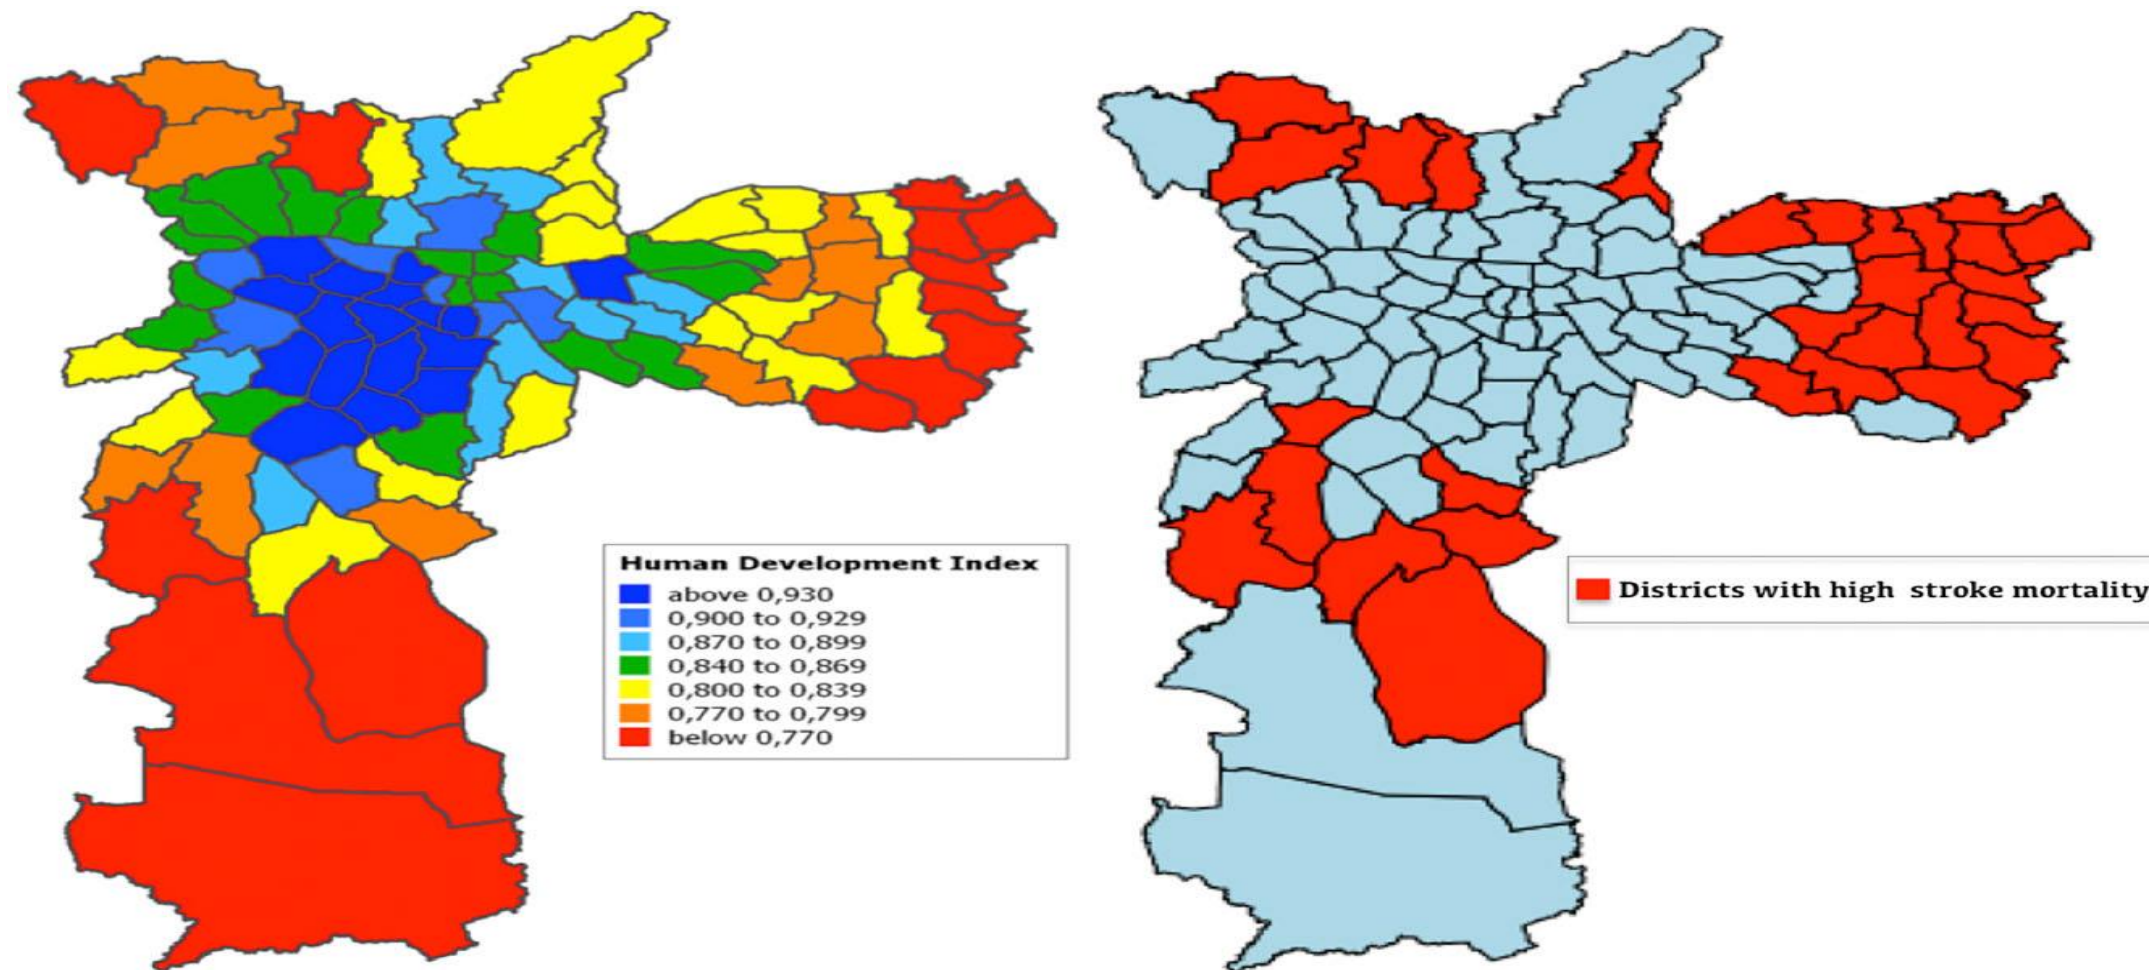 Human Development Index
above 0,930
0,900 to 0,929
0,870 to 0,899
0,840 to 0,869
0,800 to 0,839
0,770 to 0,799
below 0,770
Districts with high stroke mortality